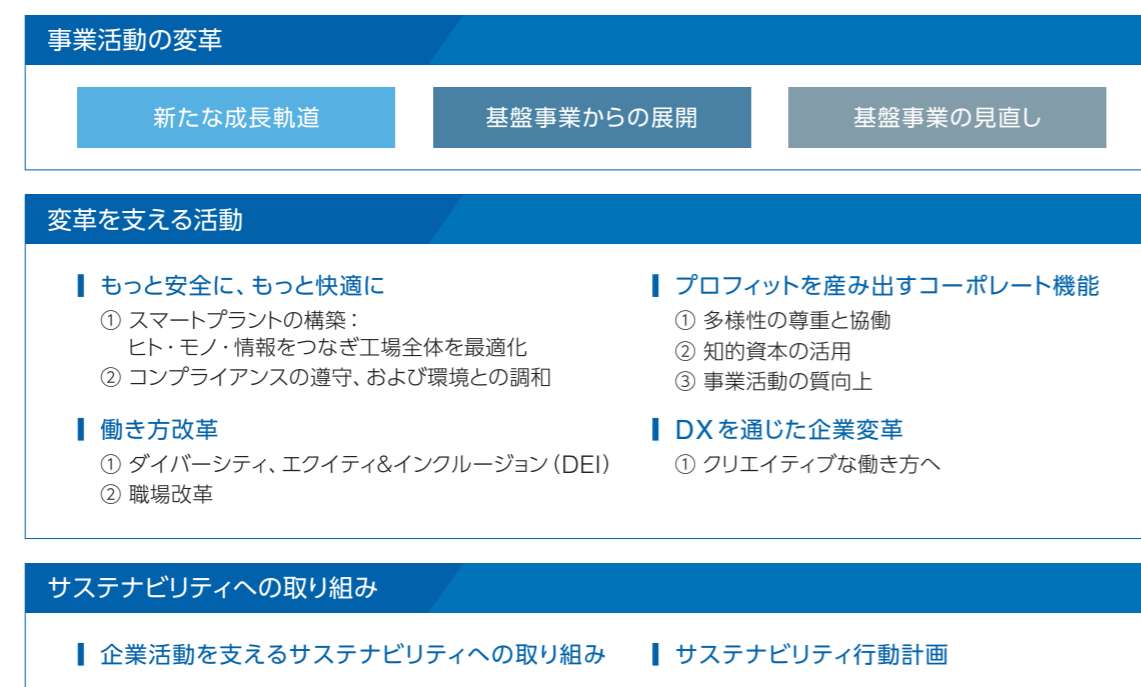 事業活動の変革
新たな成長軌道
基盤事業からの展開
基盤事業の見直し
変革を支える活動
もっと安全に、もっと快適に
① スマートプラントの構築：
ヒト・モノ・情報をつなぎ工場全体を最適化
② コンプライアンスの遵守、および環境との調和
働き方改革
① ダイバーシティ、エクイティ&インクルージョン（DEI）
② 職場改革
プロフィットを産み出すコーポレート機能
① 多様性の尊重と協働
② 知的資本の活用
③ 事業活動の質向上
DXを通じた企業変革
① クリエイティブな働き方へ
サステナビリティへの取り組み
企業活動を支えるサステナビリティへの取り組み
サステナビリティ行動計画